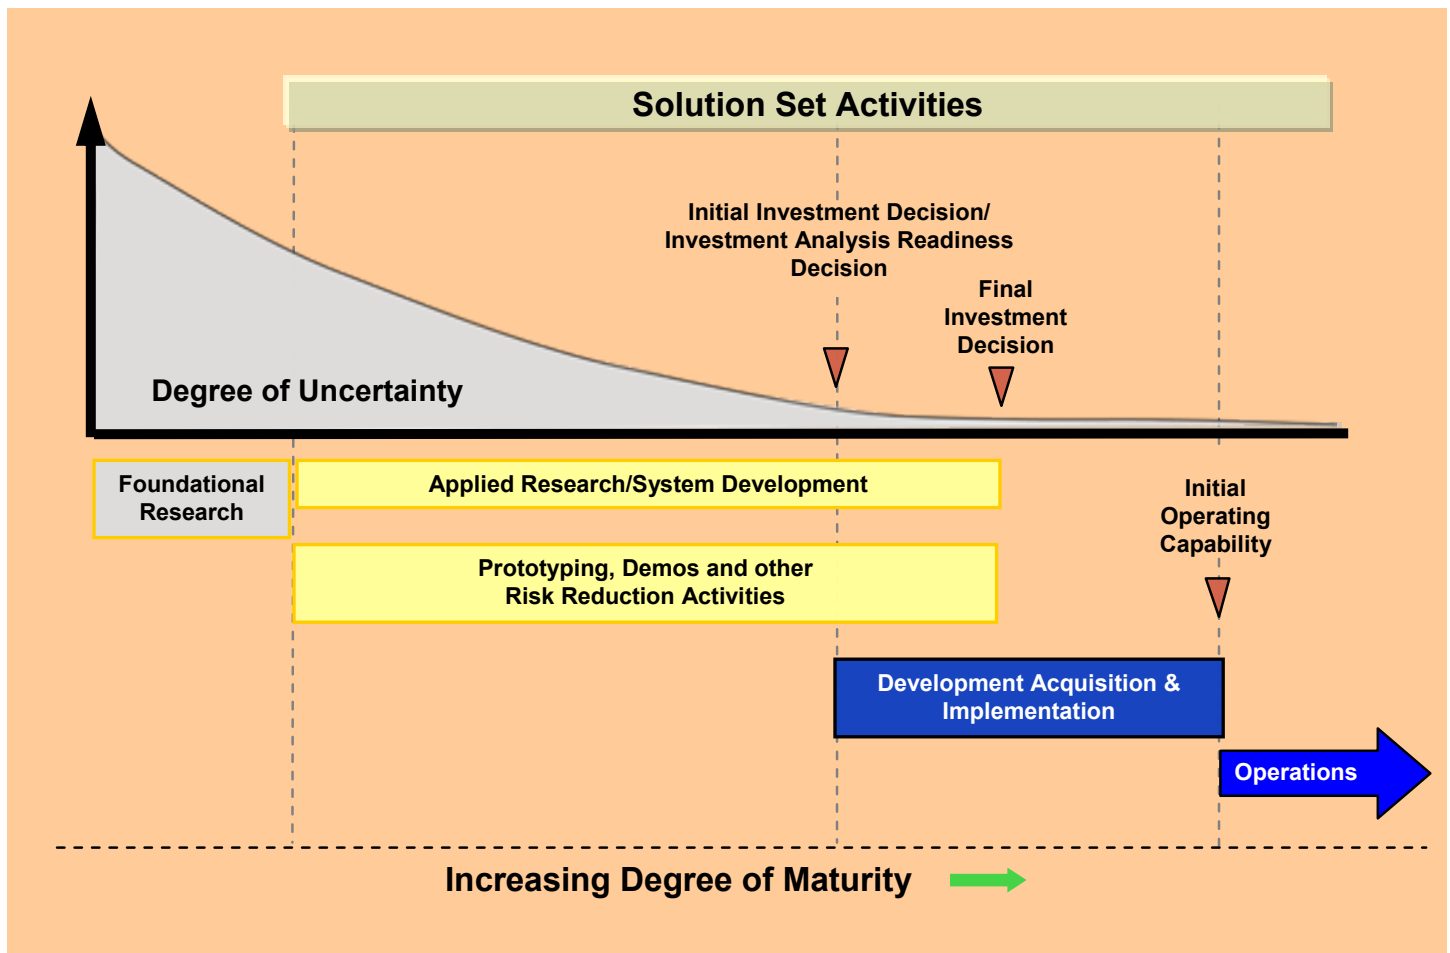 Solution Set Activities
Initial Investment Decision/
Investment Analysis Readiness
Decision
Final
Investment
Decision
Degree of Uncertainty
Foundational
Research
Applied Research/System Development
Initial
Operating
Capability
Prototyping, Demos and other
Risk Reduction Activities
Development Acquisition &
Implementation
Operations
Increasing Degree of Maturity